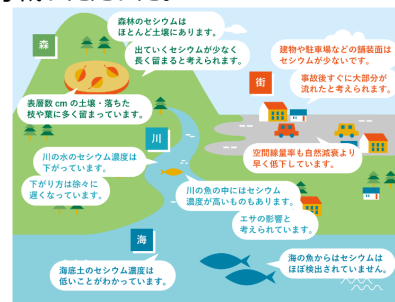 森
森林のセシウムは
ほとんど土壌にあります。
出ていくセシウムが少なく
長く留まると考えられます。
表層数cmの土壌・落ちた
枝や葉に多く留まっています。
街
建物や駐車場などの舗装面は
セシウムが少ないです。
事故後すぐに大部分が
流れたと考えられます。
空間線量率も自然減衰より
早く低下しています。
川
川の水のセシウム濃度は
下がっています。
下がり方は徐々に
遅くなっています。
川の魚の中にはセシウム
濃度が高いものもあります。
エサの影響と
考えられています。
海
海底土のセシウム濃度は
低いことがわかっています。
海の魚からはセシウムは
ほぼ検出されていません。